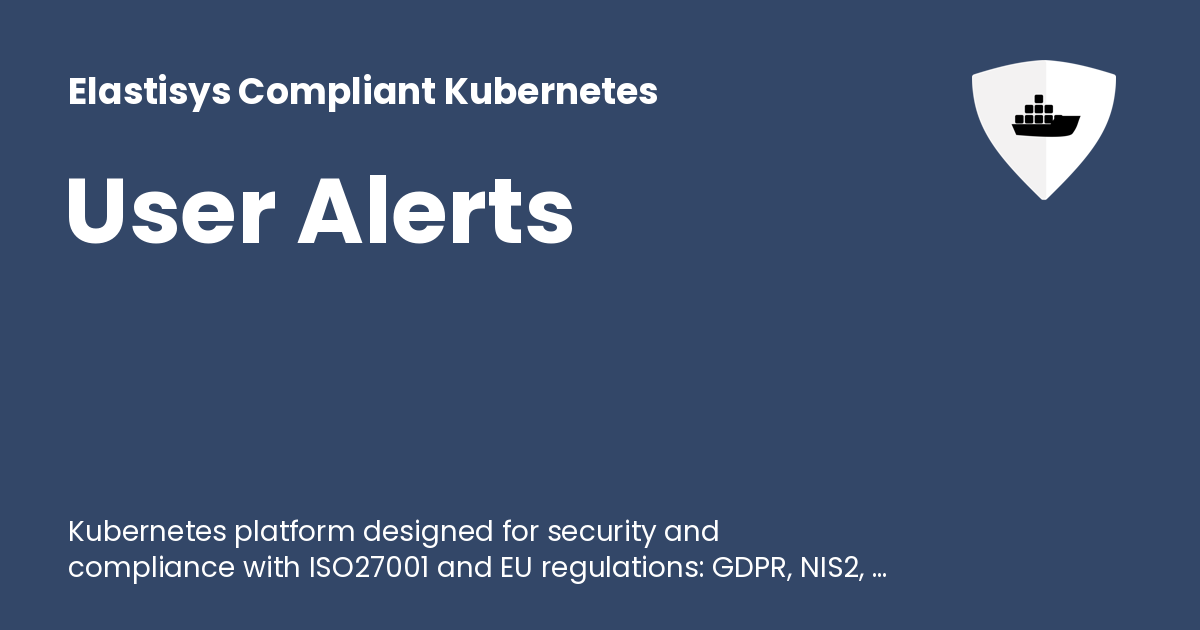 Elastisys Compliant Kubernetes
User Alerts
Kubernetes platform designed for security and
compliance with ISO27001 and EU regulations: GDPR, NIS2, ...